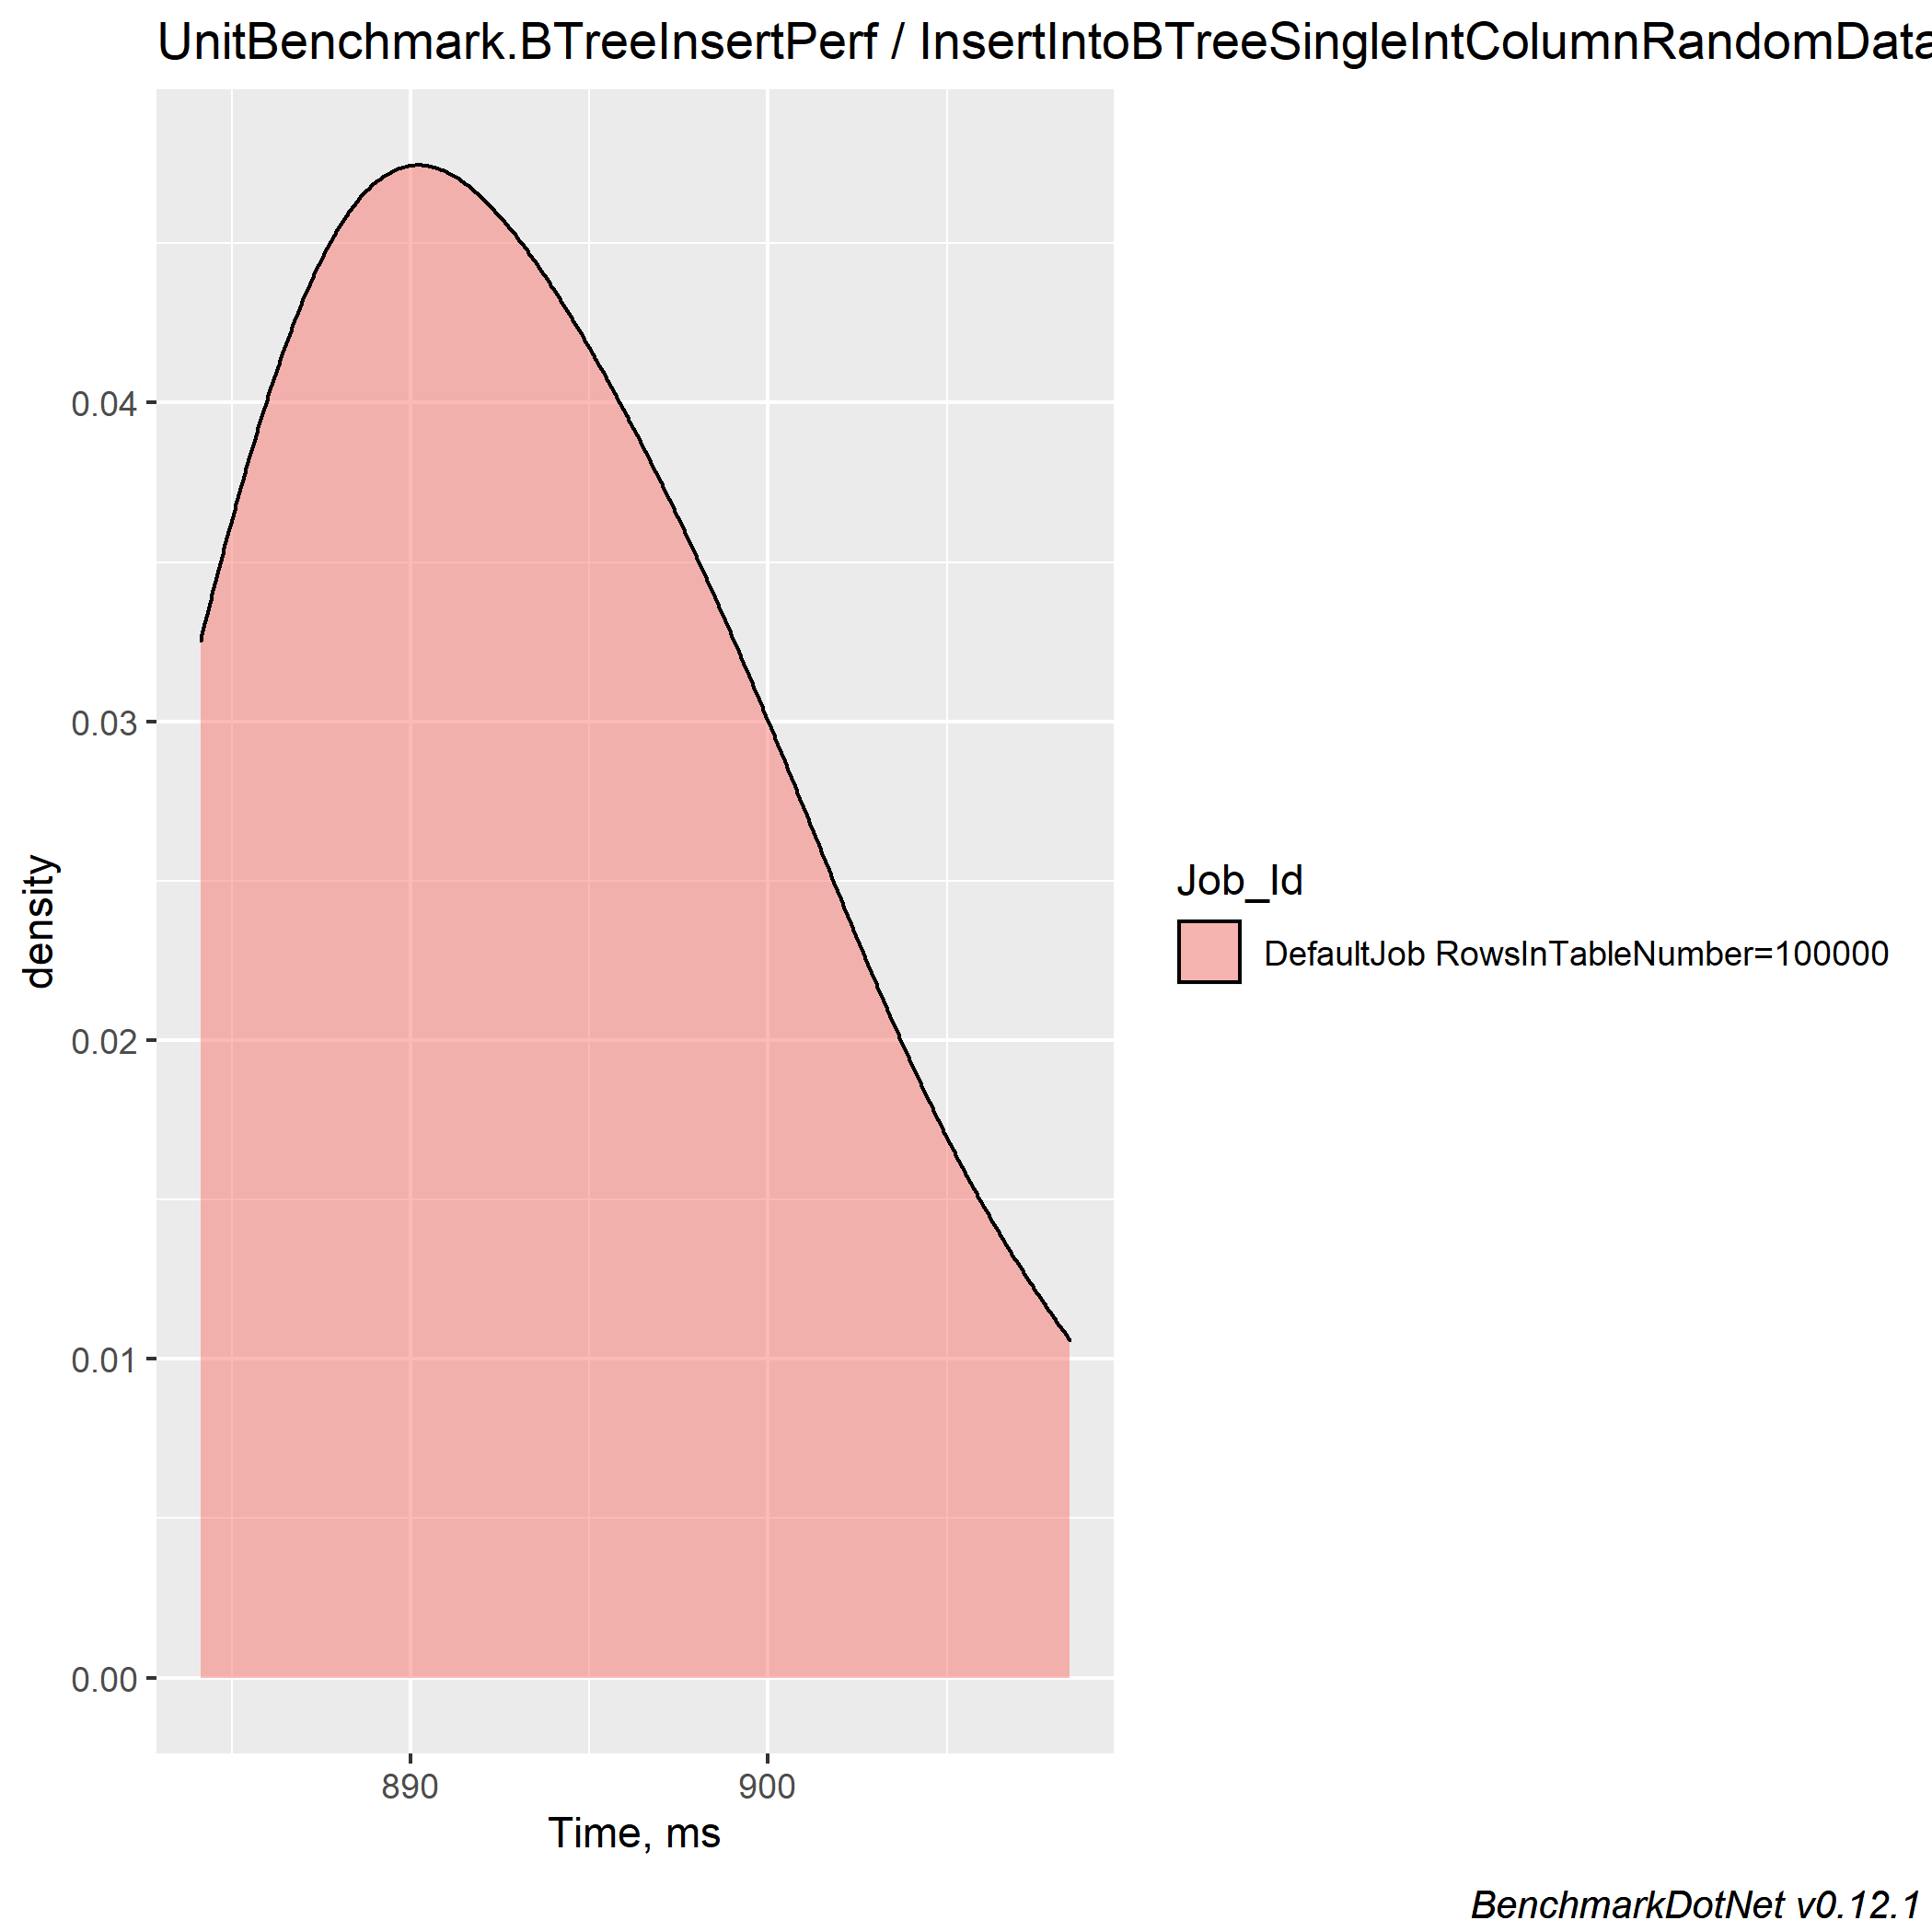 UnitBenchmark.BTreeInsertPerf / InsertIntoBTreeSingleIntColumnRandomData
0.04
0.03
0.02
0.01
0.00
density
890 900
Time, ms
Job_Id
DefaultJob RowsInTableNumber=100000
BenchmarkDotNet v0.12.1